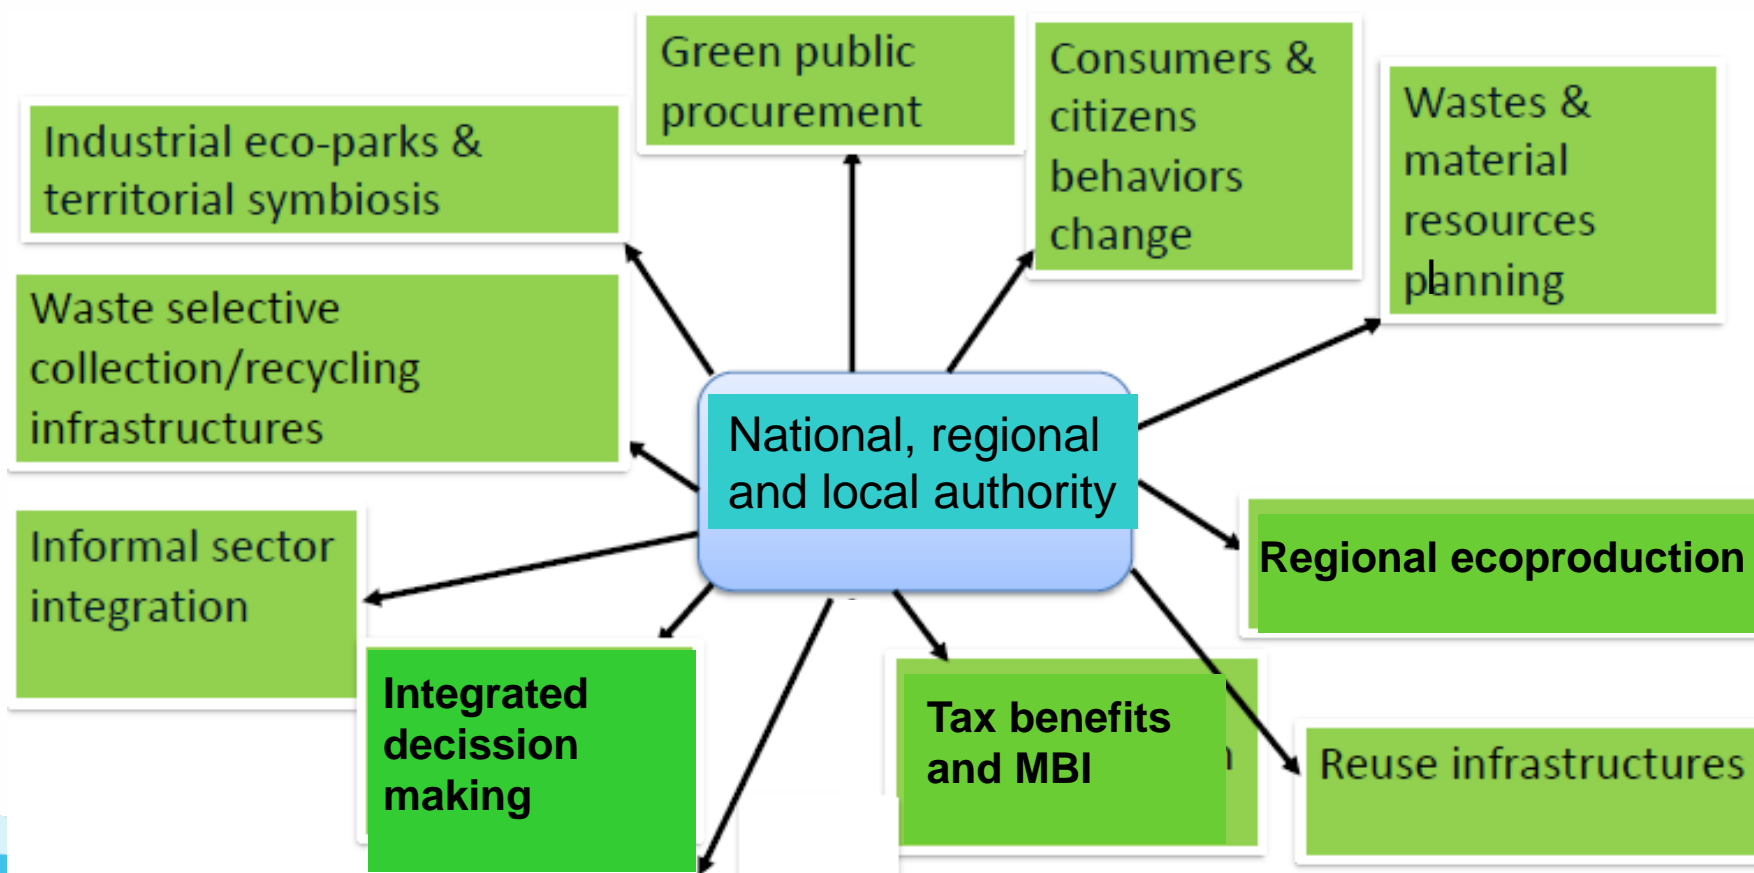 Green public
procurement
Consumers &
citizens
behaviors
change
Wastes &
material
resources
planning
Industrial eco-parks &
territorial symbiosis
Waste selective
collection/recycling
infrastructures
National, regional
and local authority
Informal sector
integration
Regional ecoproduction
Integrated
decission
making
Tax benefits
and MBI
Reuse infrastructures